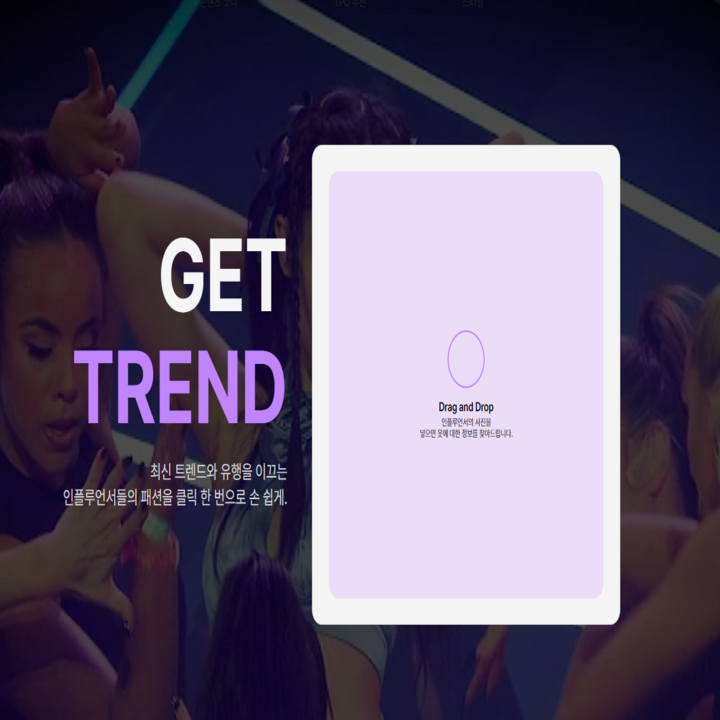 GET
TREND
최신 트렌드와 유행을 이끄는
인플루언서들의 패션을 클릭 한 번으로 손 쉽게.
Drag and Drop
인플루언서의 사진을
넣으면 옷에 대한 정보를 찾아드립니다.